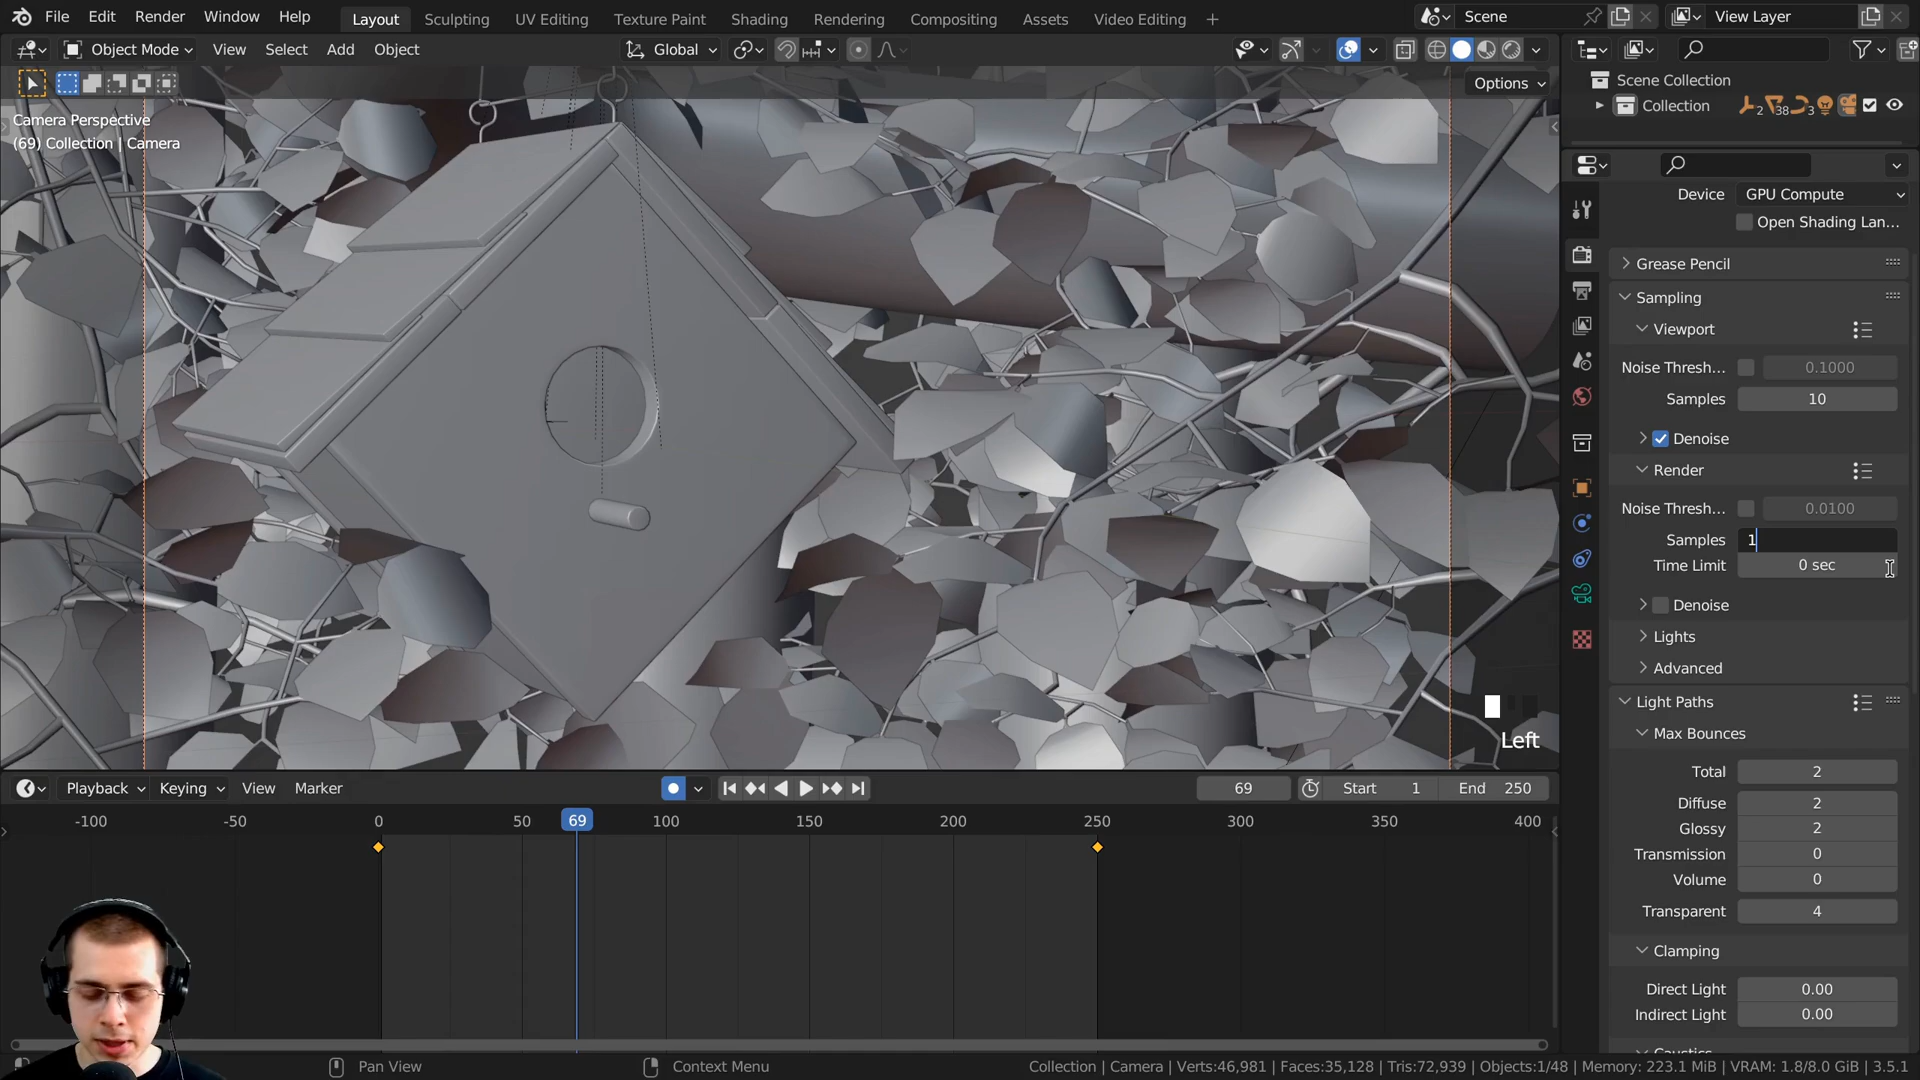 File Edit Render Window Help Layout Sculpting UV Editing Texture Paint Shading Rendering Compositing Assets Video Editing Scene View Layer
Object Mode View Select Add Object Global
Options
Camera Perspective
(69) Collection | Camera
Scene Collection
Collection 2 38 3
Device GPU Compute
Open Shading Lan...
Grease Pencil
Sampling
Viewport
Noise Thresh... 0.1000
Samples 10
Denoise
Render
Noise Thresh... 0.0100
Samples 1
Time Limit 0 sec
Denoise
Lights
Advanced
Light Paths
Max Bounces
Total 2
Diffuse 2
Glossy 2
Transmission 0
Volume 0
Transparent 4
Clamping
Direct Light 0.00
Indirect Light 0.00
Caustics
Left
Playback Keying View Marker 69 Start 1 End 250
-100 -50 0 50 69 100 150 200 250 300 350 400
Pan View Context Menu Collection | Camera | Verts:46,981 | Faces:35,128 | Tris:72,939 | Objects:1/48 | Memory: 223.1 MiB | VRAM: 1.8/8.0 GiB | 3.5.1